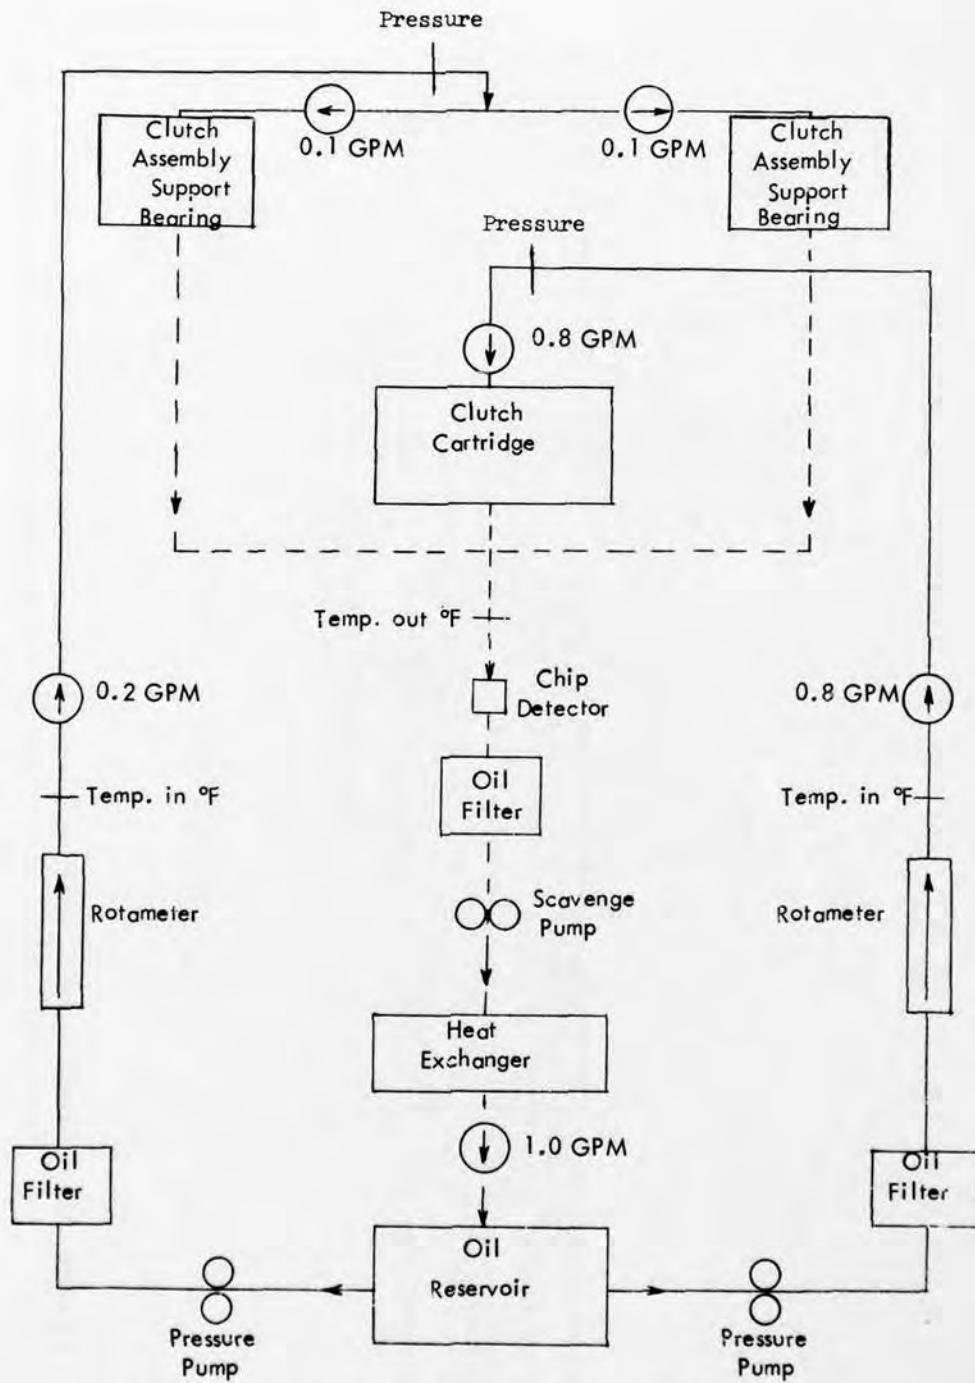 Pressure
0.1 GPM
0.1 GPM
Clutch
Assembly
Support
Bearing
Clutch
Assembly
Support
Bearing
Pressure
0.8 GPM
Clutch
Cartridge
Temp. out °F
Chip
Detector
0.2 GPM
0.8 GPM
Oil
Filter
Temp. in °F
Temp. in °F
Rotameter
Scavenge
Pump
Rotameter
Heat
Exchanger
1.0 GPM
Oil
Filter
Oil
Filter
Oil
Reservoir
Pressure
Pump
Pressure
Pump